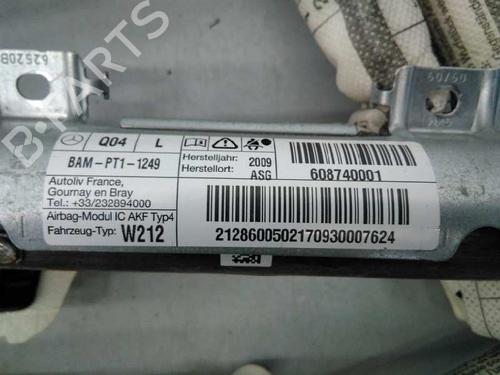 62520B
Q04 L
BAM-PT1-1249
Autoliv France,
Gournay en Bray
Tel.: +33/232894000
Airbag-Modul IC AKF Typ4
Fahrzeug-Typ: W212
Herstelljahr: 2009
Herstellort: ASG
608740001
2128600502170930007624
B-PARTS